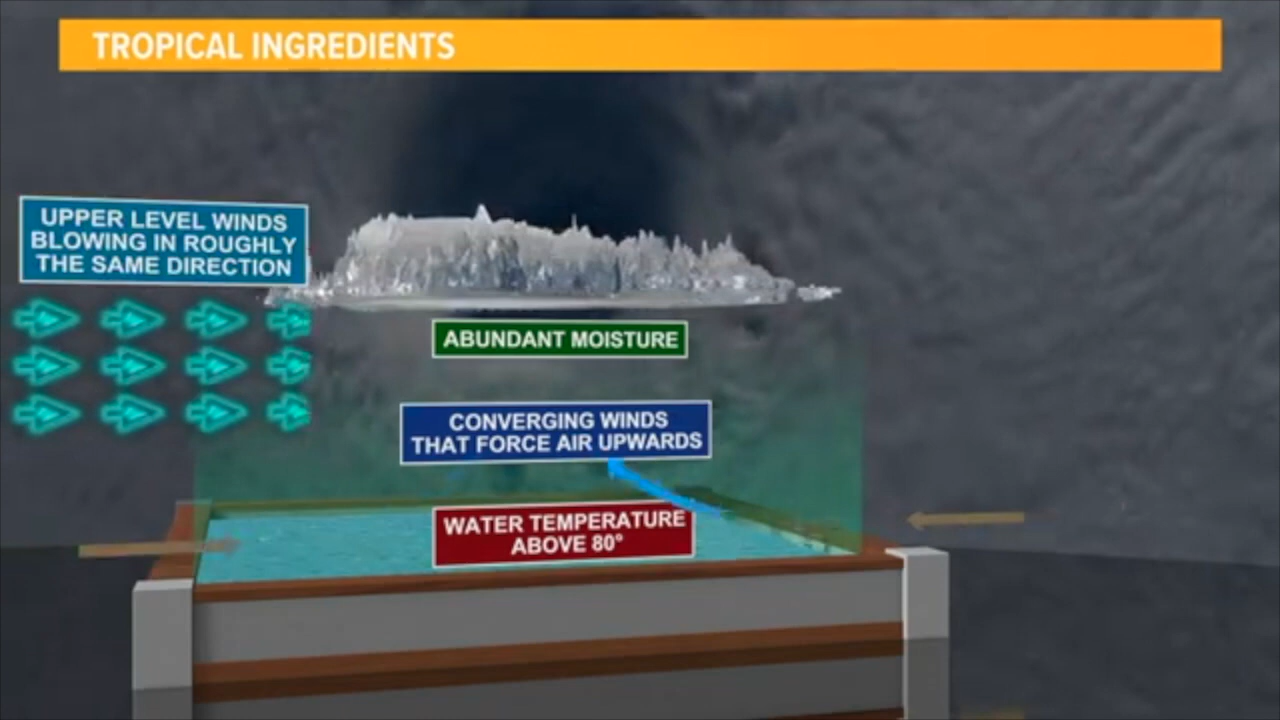 TROPICAL INGREDIENTS
UPPER LEVEL WINDS
BLOWING IN ROUGHLY
THE SAME DIRECTION
ABUNDANT MOISTURE
CONVERGING WINDS
THAT FORCE AIR UPWARDS
WATER TEMPERATURE
ABOVE 80°